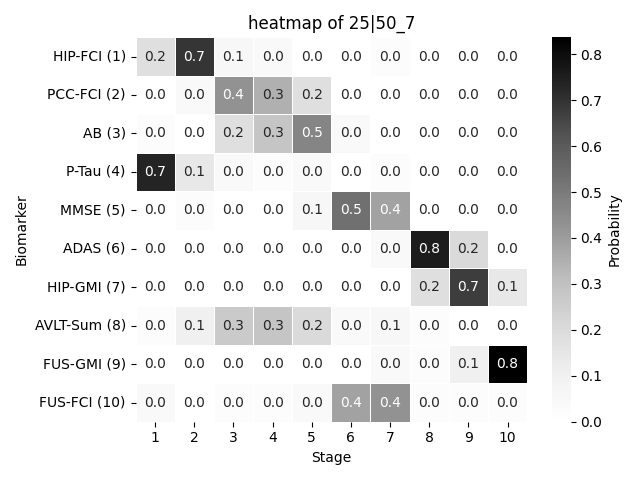 heatmap of 25|50_7
HIP-FCI (1) 0.2 0.7 0.1 0.0 0.0 0.0 0.0 0.0 0.0 0.0
PCC-FCI (2) 0.0 0.0 0.4 0.3 0.2 0.0 0.0 0.0 0.0 0.0
AB (3) 0.0 0.0 0.2 0.3 0.5 0.0 0.0 0.0 0.0 0.0
P-Tau (4) 0.7 0.1 0.0 0.0 0.0 0.0 0.0 0.0 0.0 0.0
MMSE (5) 0.0 0.0 0.0 0.0 0.1 0.5 0.4 0.0 0.0 0.0
ADAS (6) 0.0 0.0 0.0 0.0 0.0 0.0 0.0 0.8 0.2 0.0
HIP-GMI (7) 0.0 0.0 0.0 0.0 0.0 0.0 0.0 0.2 0.7 0.1
AVLT-Sum (8) 0.0 0.1 0.3 0.3 0.2 0.0 0.1 0.0 0.0 0.0
FUS-GMI (9) 0.0 0.0 0.0 0.0 0.0 0.0 0.0 0.0 0.1 0.8
FUS-FCI (10) 0.0 0.0 0.0 0.0 0.0 0.4 0.4 0.0 0.0 0.0
1 2 3 4 5 6 7 8 9 10
Stage
Biomarker
0.8
0.7
0.6
0.5
0.4
0.3
0.2
0.1
0.0
Probability